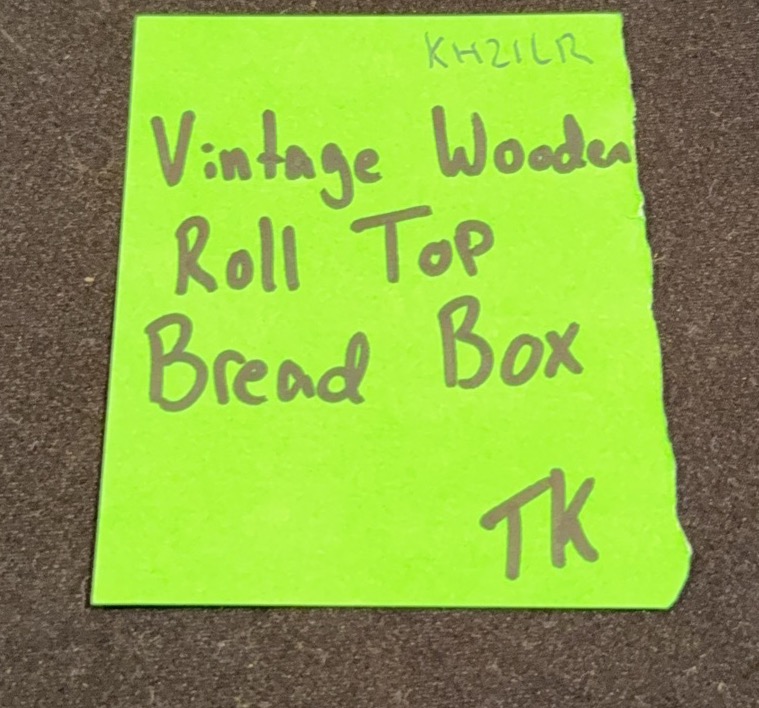 KH21LR
Vintage Wooden
Roll Top
Bread Box
TK